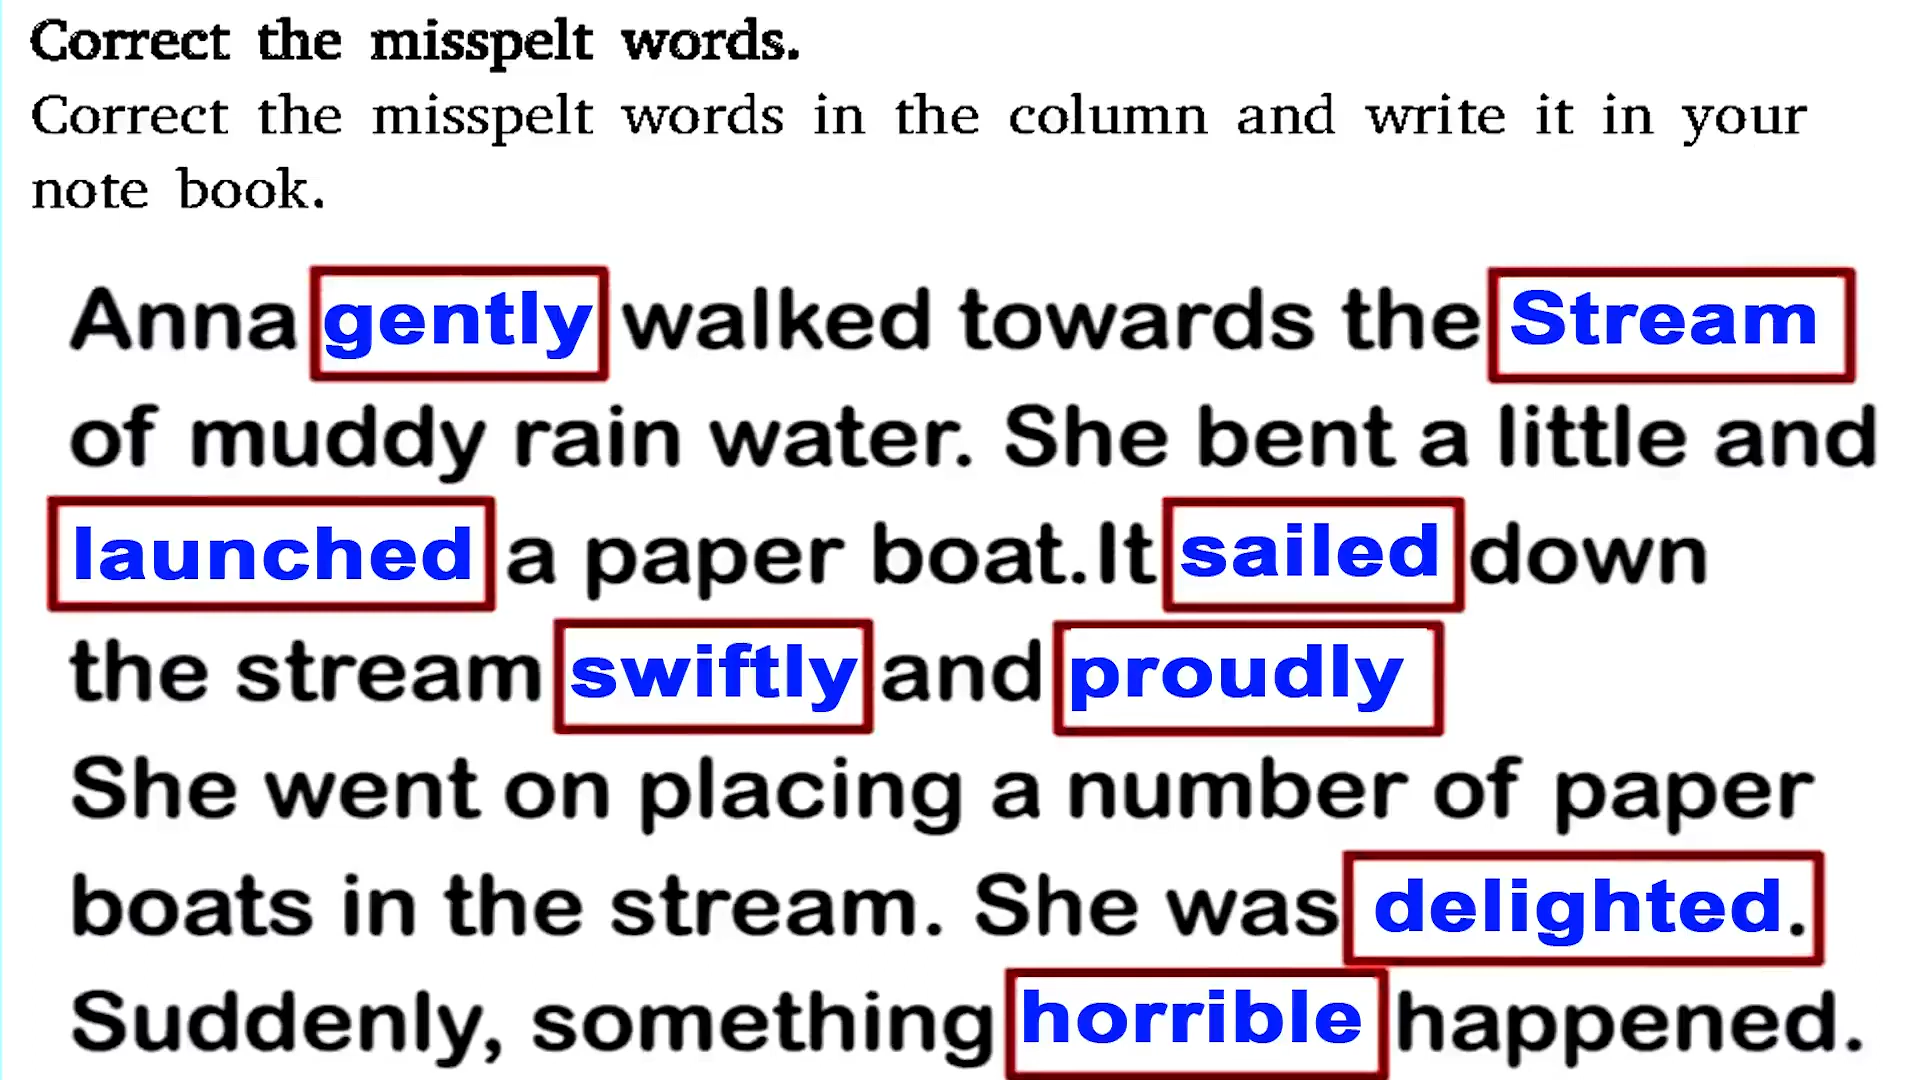 Correct the misspelt words.
Correct the misspelt words in the column and write it in your
note book.
Anna gently walked towards the Stream
of muddy rain water. She bent a little and
launched a paper boat.It sailed down
the stream swiftly and proudly
She went on placing a number of paper
boats in the stream. She was delighted.
Suddenly, something horrible happened.